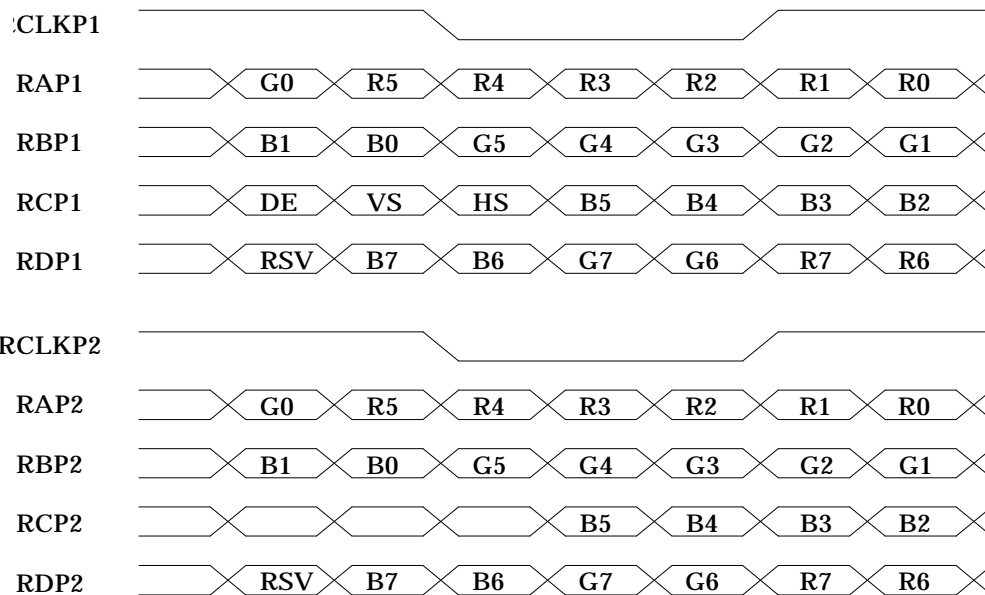 CLKP1
RAP1 G0 R5 R4 R3 R2 R1 R0
RBP1 B1 B0 G5 G4 G3 G2 G1
RCP1 DE VS HS B5 B4 B3 B2
RDP1 RSV B7 B6 G7 G6 R7 R6
RCLKP2
RAP2 G0 R5 R4 R3 R2 R1 R0
RBP2 B1 B0 G5 G4 G3 G2 G1
RCP2 B5 B4 B3 B2
RDP2 RSV B7 B6 G7 G6 R7 R6